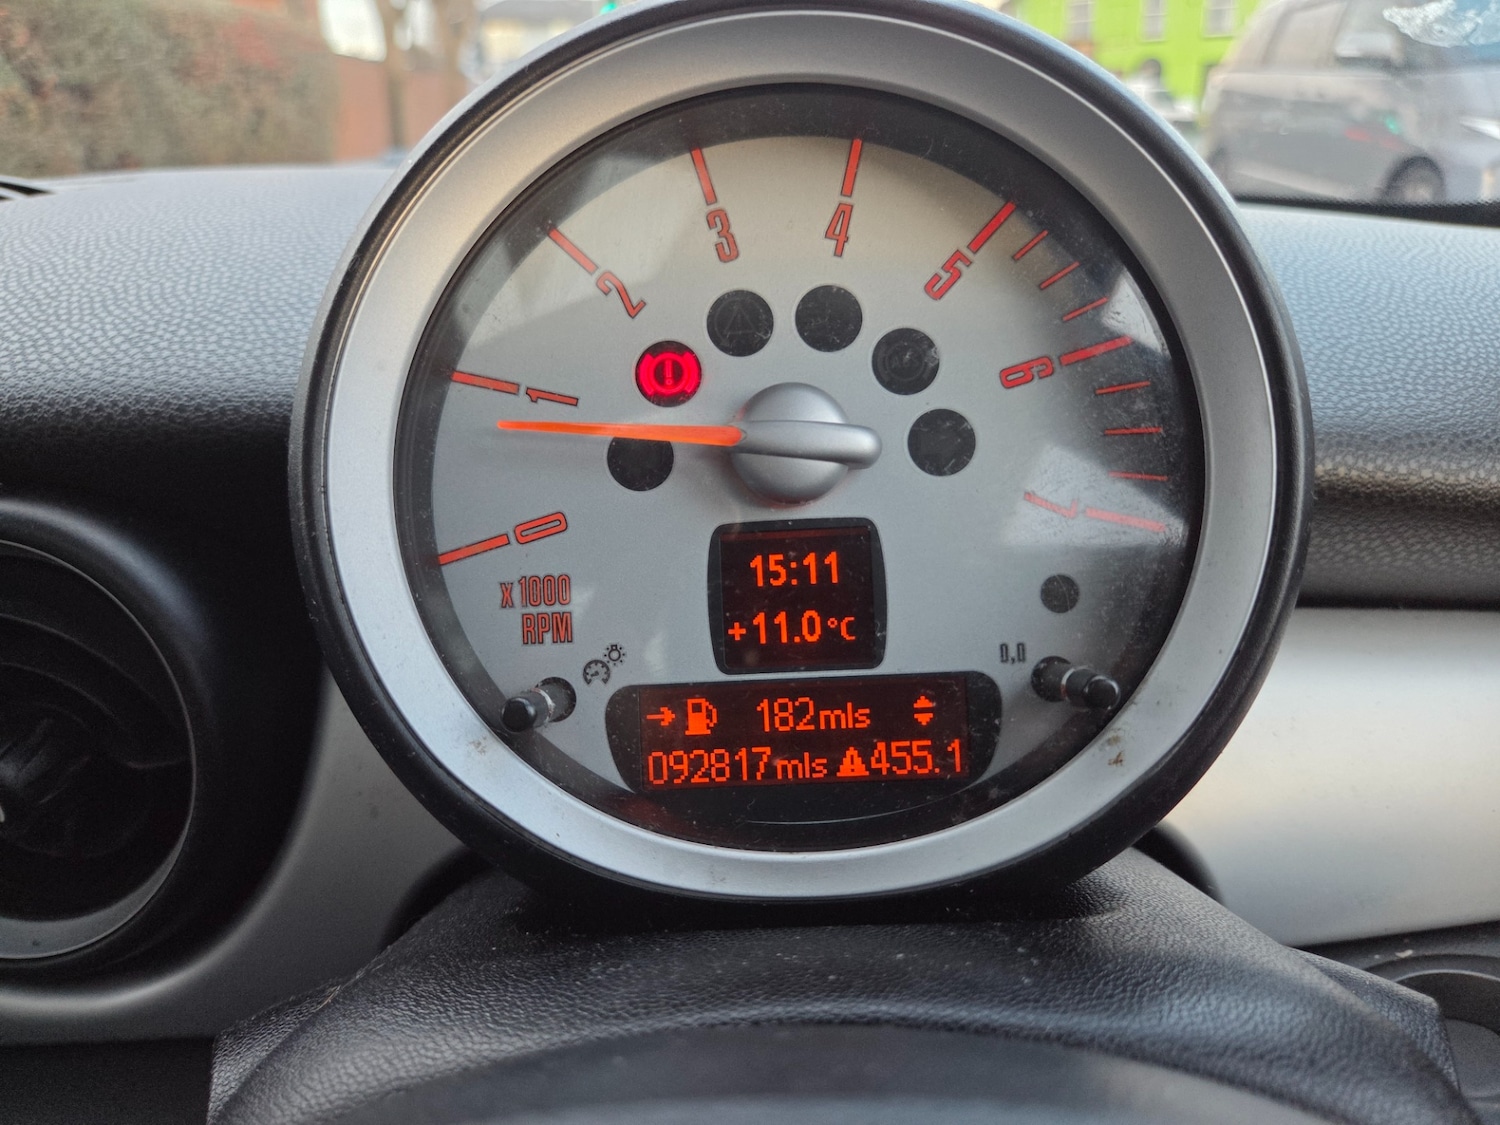 4
3
5
2
6
1
7
0
x1000
RPM
!
15:11
+11.0°C
0,0
→ 182mls
092817mls ▲455.1